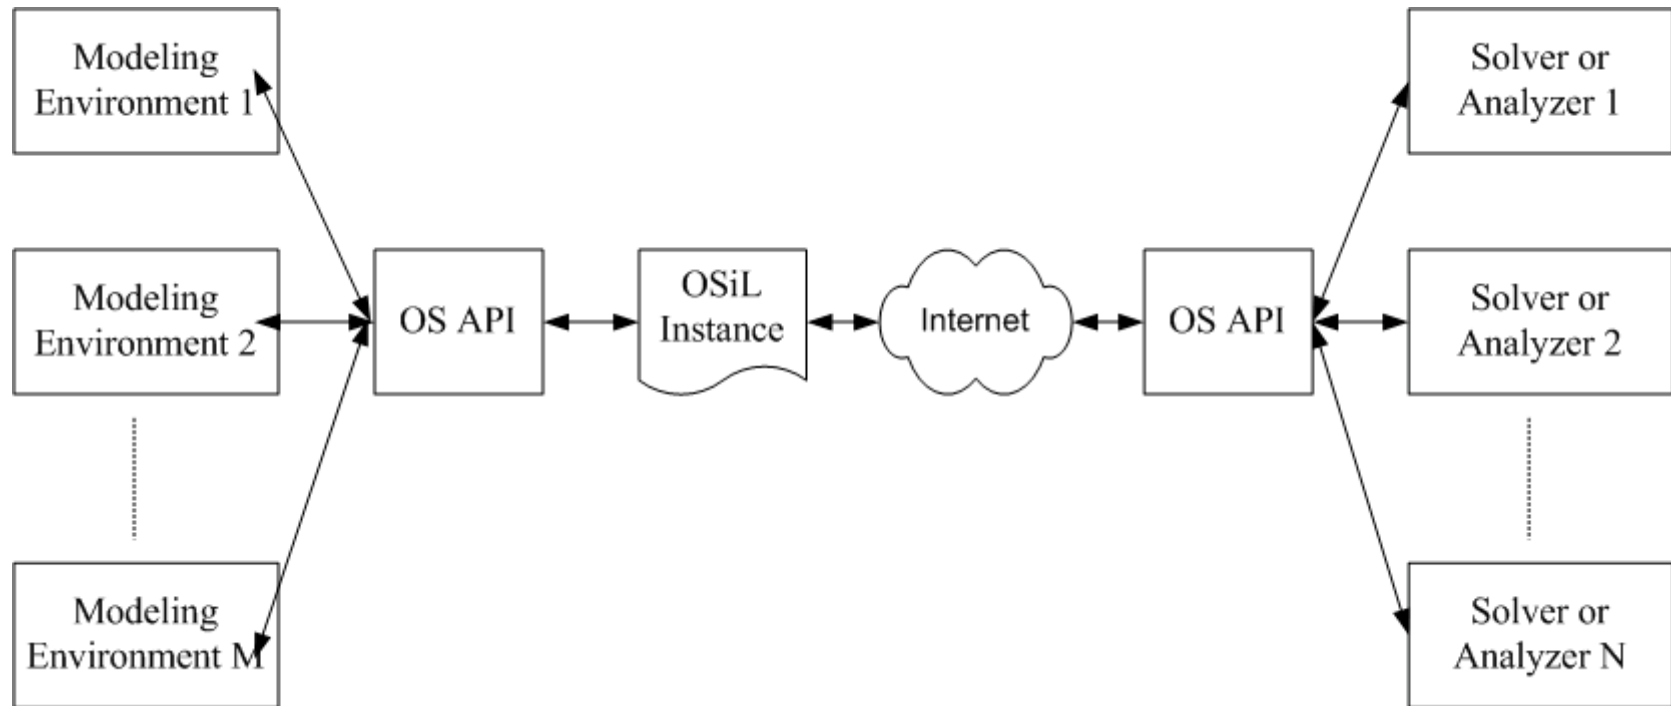 Modeling
Environment 1
Modeling
Environment 2
Modeling
Environment M
OS API
OSiL
Instance
Internet
OS API
Solver or
Analyzer 1
Solver or
Analyzer 2
Solver or
Analyzer N